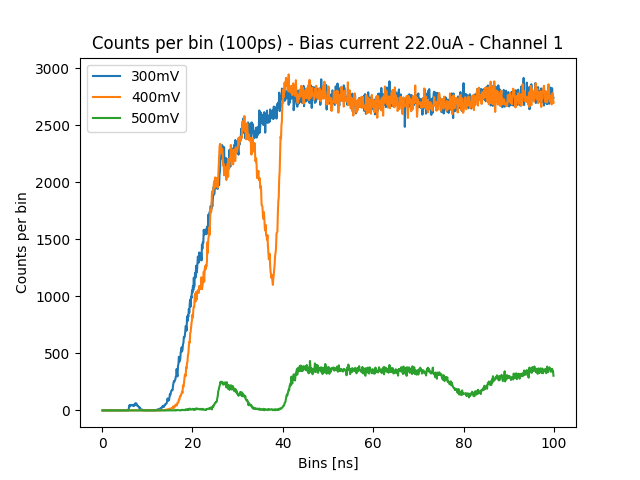 Counts per bin (100ps) - Bias current 22.0uA - Channel 1
300mV
400mV
500mV
3000
2500
2000
1500
1000
500
0
Counts per bin
0 20 40 60 80 100
Bins [ns]